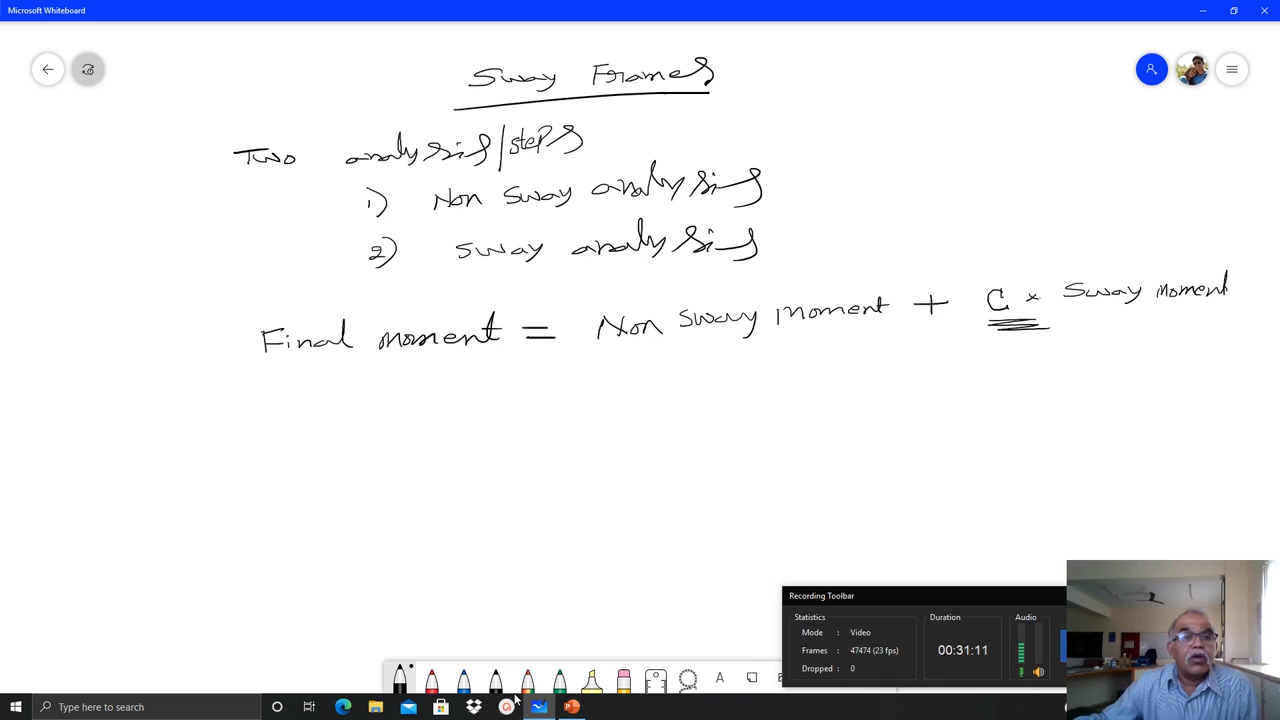 Microsoft Whiteboard
Sway Frames
Two analysis/steps
1) Non Sway analysis
2) Sway analysis
Final moment = Non Sway moment + C × Sway moment
Recording Toolbar
Statistics
Mode : Video
Frames : 47474 (23 fps)
Dropped : 0
Duration
00:31:11
Audio
A
Type here to search